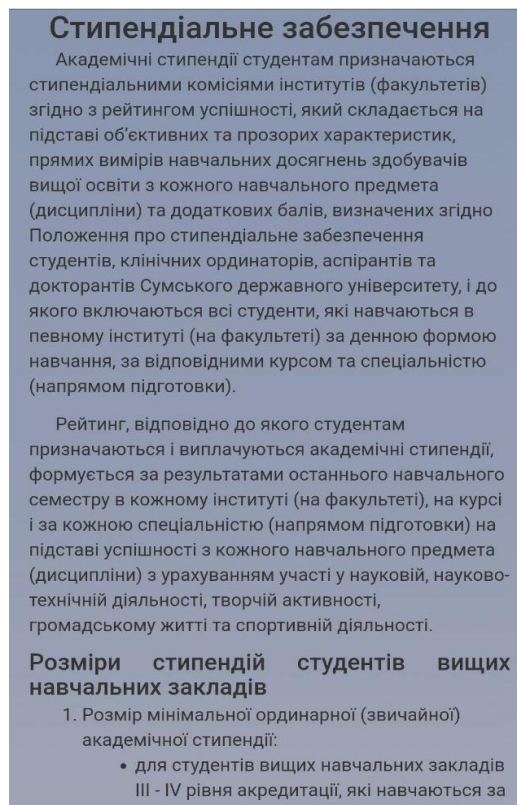 Стипендіальне забезпечення
Академічні стипендії студентам призначаються
стипендіальними комісіями інститутів (факультетів)
згідно з рейтингом успішності, який складається на
підставі об’єктивних та прозорих характеристик,
прямих вимірів навчальних досягнень здобувачів
вищої освіти з кожного навчального предмета
(дисципліни) та додаткових балів, визначених згідно
Положення про стипендіальне забезпечення
студентів, клінічних ординаторів, аспірантів та
докторантів Сумського державного університету, і до
якого включаються всі студенти, які навчаються в
певному інституті (на факультеті) за денною формою
навчання, за відповідними курсом та спеціальністю
(напрямом підготовки).
Рейтинг, відповідно до якого студентам
призначаються і виплачуються академічні стипендії,
формується за результатами останнього навчального
семестру в кожному інституті (на факультеті), на курсі
і за кожною спеціальністю (напрямом підготовки) на
підставі успішності з кожного навчального предмета
(дисципліни) з урахуванням участі у науковій, науково-
технічній діяльності, творчій активності,
громадському житті та спортивній діяльності.
Розміри стипендій студентів вищих
навчальних закладів
1. Розмір мінімальної ординарної (звичайної)
академічної стипендії:
• для студентів вищих навчальних закладів
III - IV рівня акредитації, які навчаються за